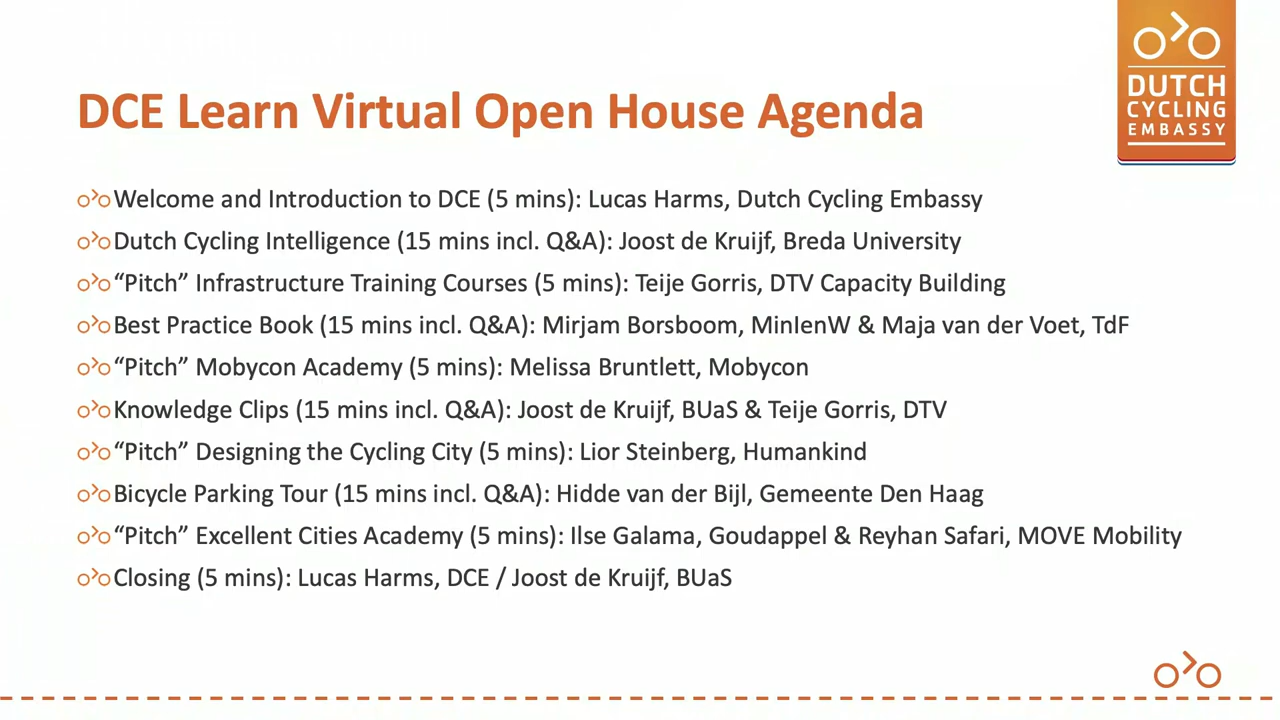 DUTCH
CYCLING
EMBASSY
DCE Learn Virtual Open House Agenda
Welcome and Introduction to DCE (5 mins): Lucas Harms, Dutch Cycling Embassy
Dutch Cycling Intelligence (15 mins incl. Q&A): Joost de Kruijf, Breda University
“Pitch” Infrastructure Training Courses (5 mins): Teije Gorris, DTV Capacity Building
Best Practice Book (15 mins incl. Q&A): Mirjam Borsboom, MinIenW & Maja van der Voet, TdF
“Pitch” Mobycon Academy (5 mins): Melissa Bruntlett, Mobycon
Knowledge Clips (15 mins incl. Q&A): Joost de Kruijf, BUaS & Teije Gorris, DTV
“Pitch” Designing the Cycling City (5 mins): Lior Steinberg, Humankind
Bicycle Parking Tour (15 mins incl. Q&A): Hidde van der Bijl, Gemeente Den Haag
“Pitch” Excellent Cities Academy (5 mins): Ilse Galama, Goudappel & Reyhan Safari, MOVE Mobility
Closing (5 mins): Lucas Harms, DCE / Joost de Kruijf, BUaS